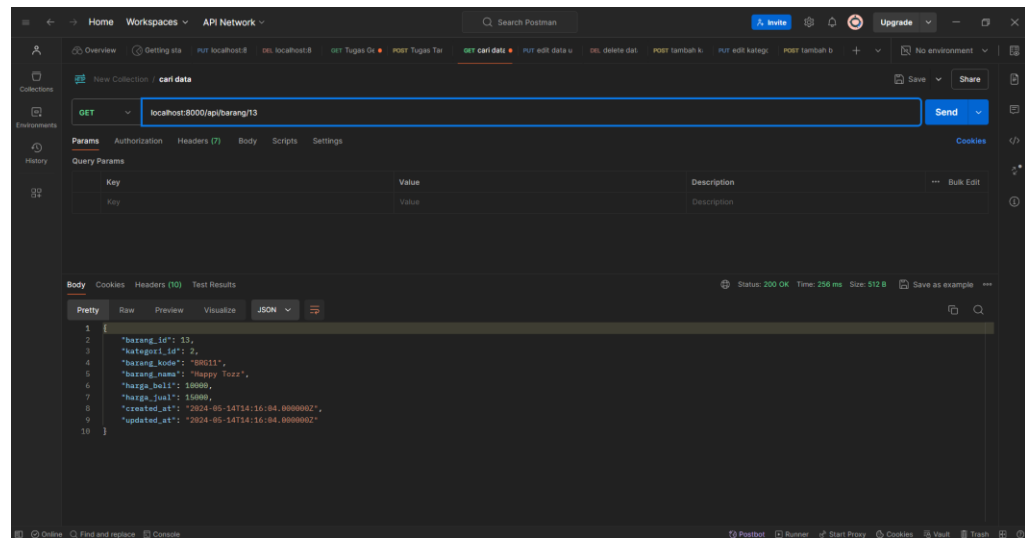 Home Workspaces API Network Search Postman Invite Upgrade
Overview Getting sta PUT localhost:8 DEL localhost:8 GET Tugas Ge POST Tugas Tar GET cari data PUT edit data u DEL delete dat POST tambah k PUT edit katego POST tambah b No environment
New Collection / cari data Save Share
Collections
GET localhost:8000/api/barang/13 Send
Environments
Params Authorization Headers (7) Body Scripts Settings Cookies
History
Query Params
Key Value Description Bulk Edit
Key Value Description
Body Cookies Headers (10) Test Results Status: 200 OK Time: 256 ms Size: 512 B Save as example
Pretty Raw Preview Visualize JSON
1 {
2 "barang_id": 13,
3 "kategori_id": 2,
4 "barang_kode": "BRG11",
5 "barang_nama": "Happy Tozz",
6 "harga_beli": 10000,
7 "harga_jual": 15000,
8 "created_at": "2024-05-14T14:16:04.000000Z",
9 "updated_at": "2024-05-14T14:16:04.000000Z"
10 }
Online Find and replace Console Postbot Runner Start Proxy Cookies Vault Trash